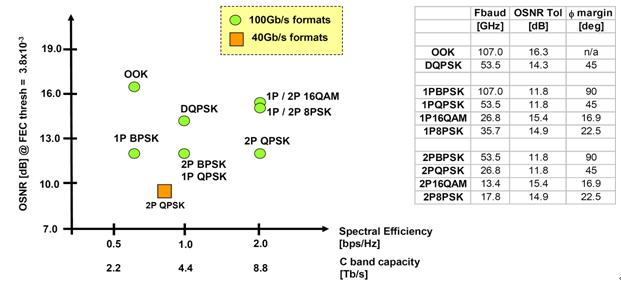 100Gb/s formats
40Gb/s formats
OSNR [dB] @ FEC thresh = 3.8x10-3
19.0
16.0
13.0
10.0
7.0
OOK
1P BPSK
DQPSK
2P BPSK
1P QPSK
2P QPSK
1P / 2P 16QAM
1P / 2P 8PSK
2P QPSK
0.5 1.0 2.0
Spectral Efficiency
[bps/Hz]
2.2 4.4 8.8
C band capacity
[Tb/s]
Fbaud OSNR Tol ϕ margin
[GHz] [dB] [deg]
OOK 107.0 16.3 n/a
DQPSK 53.5 14.3 45
1PBPSK 107.0 11.8 90
1PQPSK 53.5 11.8 45
1P16QAM 26.8 15.4 16.9
1P8PSK 35.7 14.9 22.5
2PBPSK 53.5 11.8 90
2PQPSK 26.8 11.8 45
2P16QAM 13.4 15.4 16.9
2P8PSK 17.8 14.9 22.5